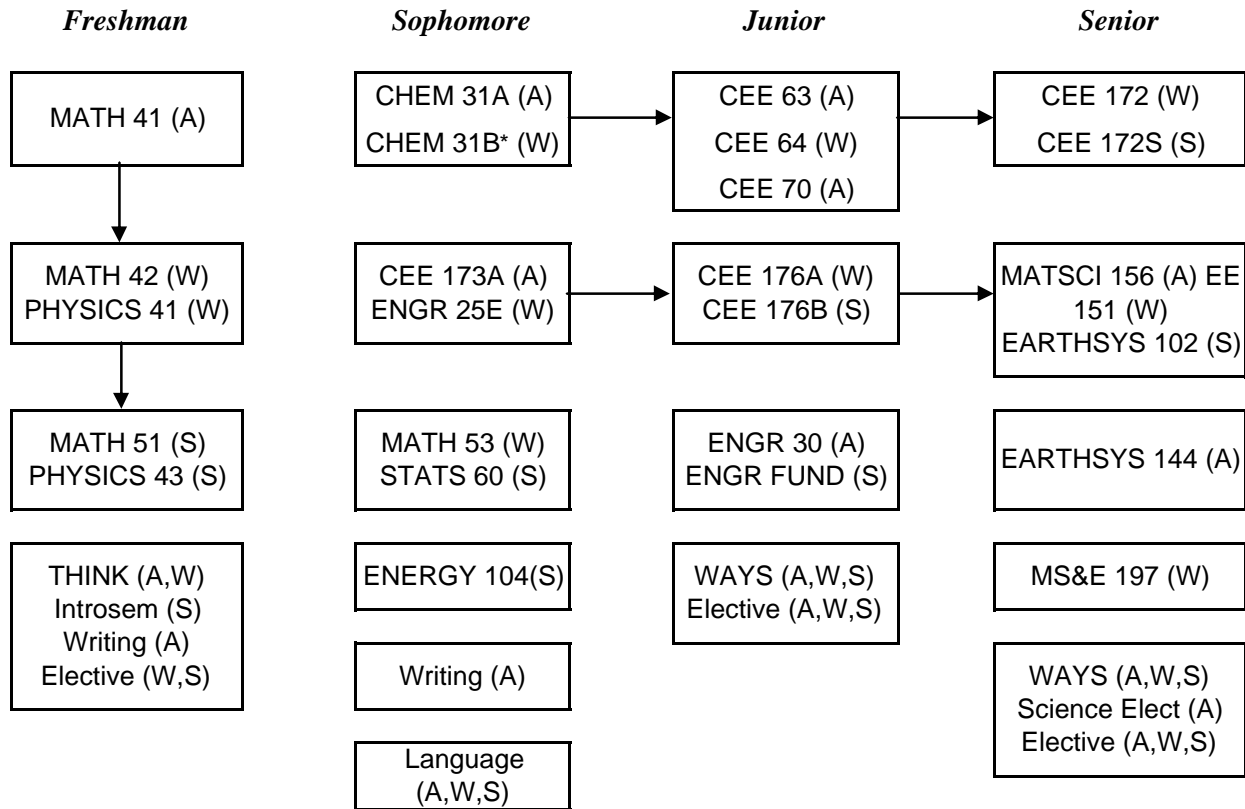 Freshman
Sophomore
Junior
Senior
MATH 41 (A)
CHEM 31A (A)
CHEM 31B* (W)
CEE 63 (A)
CEE 64 (W)
CEE 70 (A)
CEE 172 (W)
CEE 172S (S)
MATH 42 (W)
PHYSICS 41 (W)
CEE 173A (A)
ENGR 25E (W)
CEE 176A (W)
CEE 176B (S)
MATSCI 156 (A) EE
151 (W)
EARTHSYS 102 (S)
MATH 51 (S)
PHYSICS 43 (S)
MATH 53 (W)
STATS 60 (S)
ENGR 30 (A)
ENGR FUND (S)
EARTHSYS 144 (A)
THINK (A,W)
Introsem (S)
Writing (A)
Elective (W,S)
ENERGY 104(S)
WAYS (A,W,S)
Elective (A,W,S)
MS&E 197 (W)
Writing (A)
WAYS (A,W,S)
Science Elect (A)
Elective (A,W,S)
Language
(A,W,S)